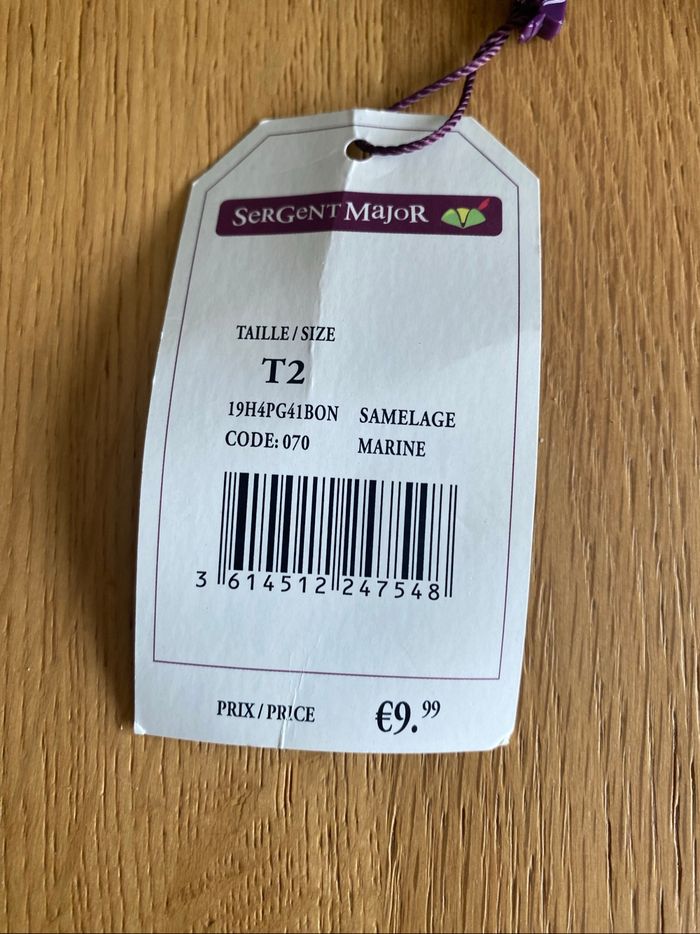 SeRGeNT MaJoR
TAILLE / SIZE
T2
19H4PG41BON SAMELAGE
CODE: 070 MARINE
3 614512 247548
PRIX / PRICE €9.99